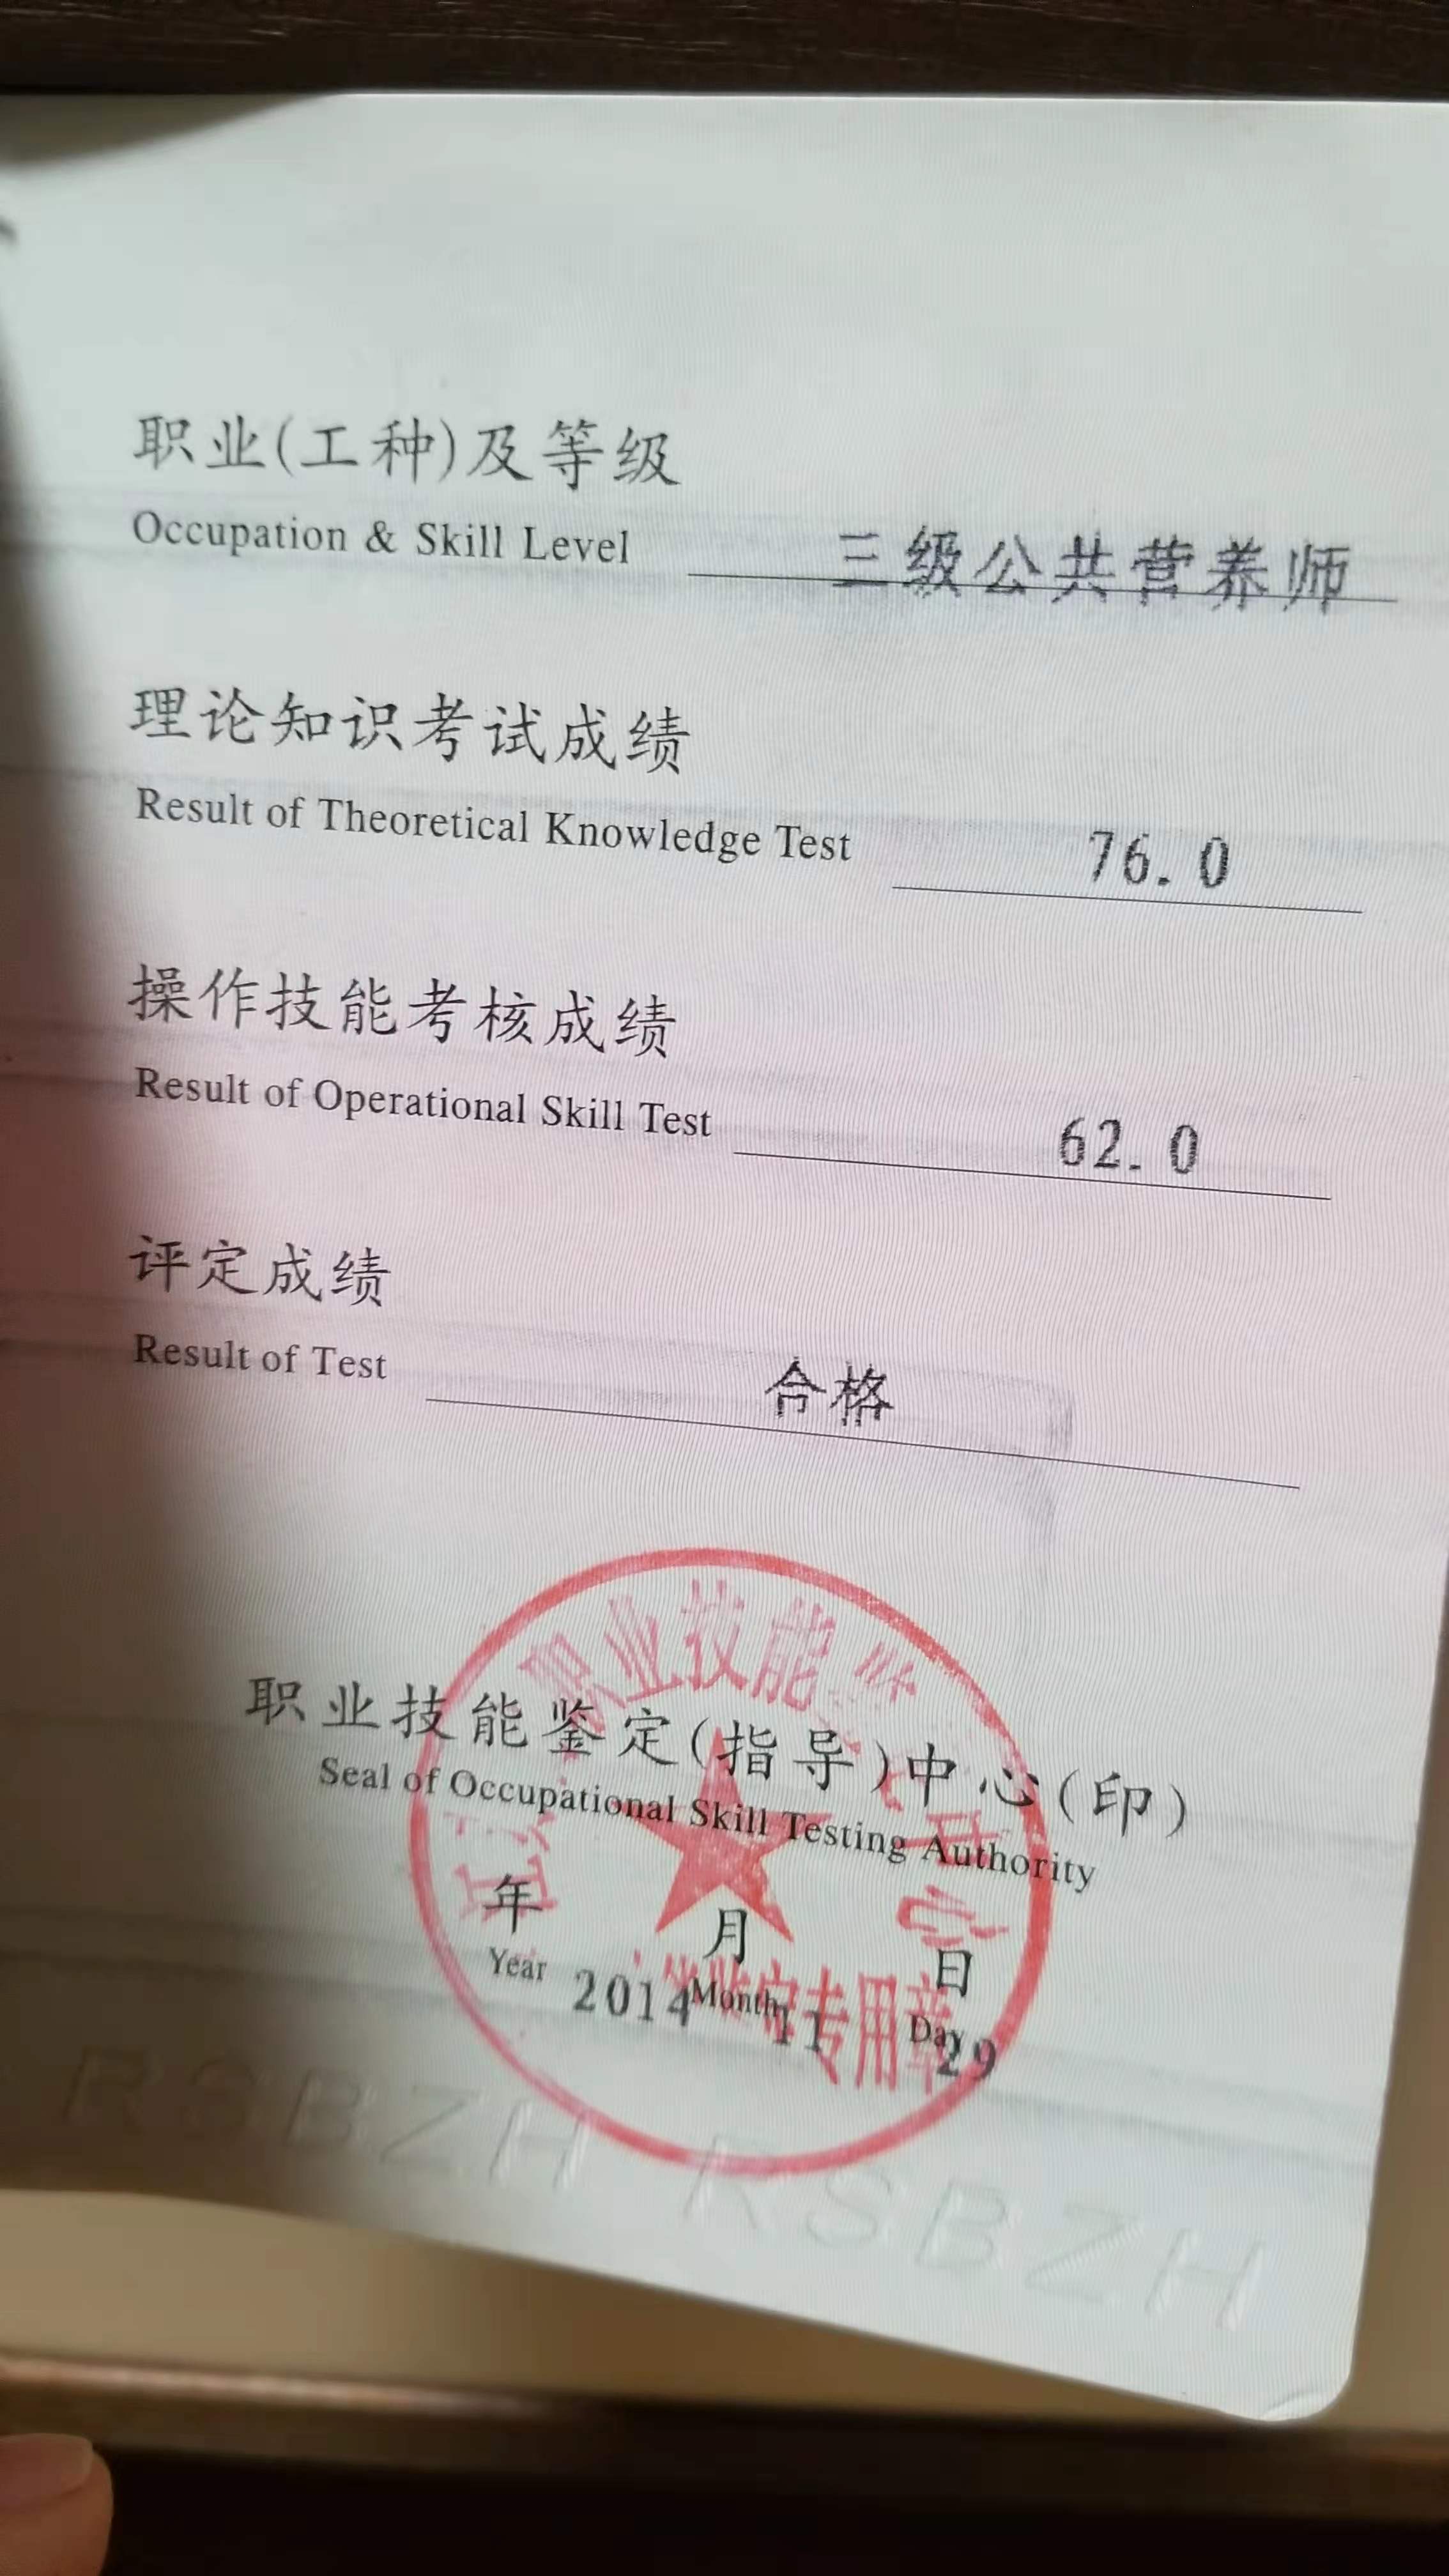 职业(工种)及等级
Occupation & Skill Level 三级公共营养师
理论知识考试成绩
Result of Theoretical Knowledge Test 76.0
操作技能考核成绩
Result of Operational Skill Test 62.0
评定成绩
Result of Test 合格
职业技能
职业技能鉴定(指导)中心(印)
Seal of Occupational Skill Testing Authority
年 月 日
Year 2014 Month 11 Day 29
专用章
RSBZH RSBZH